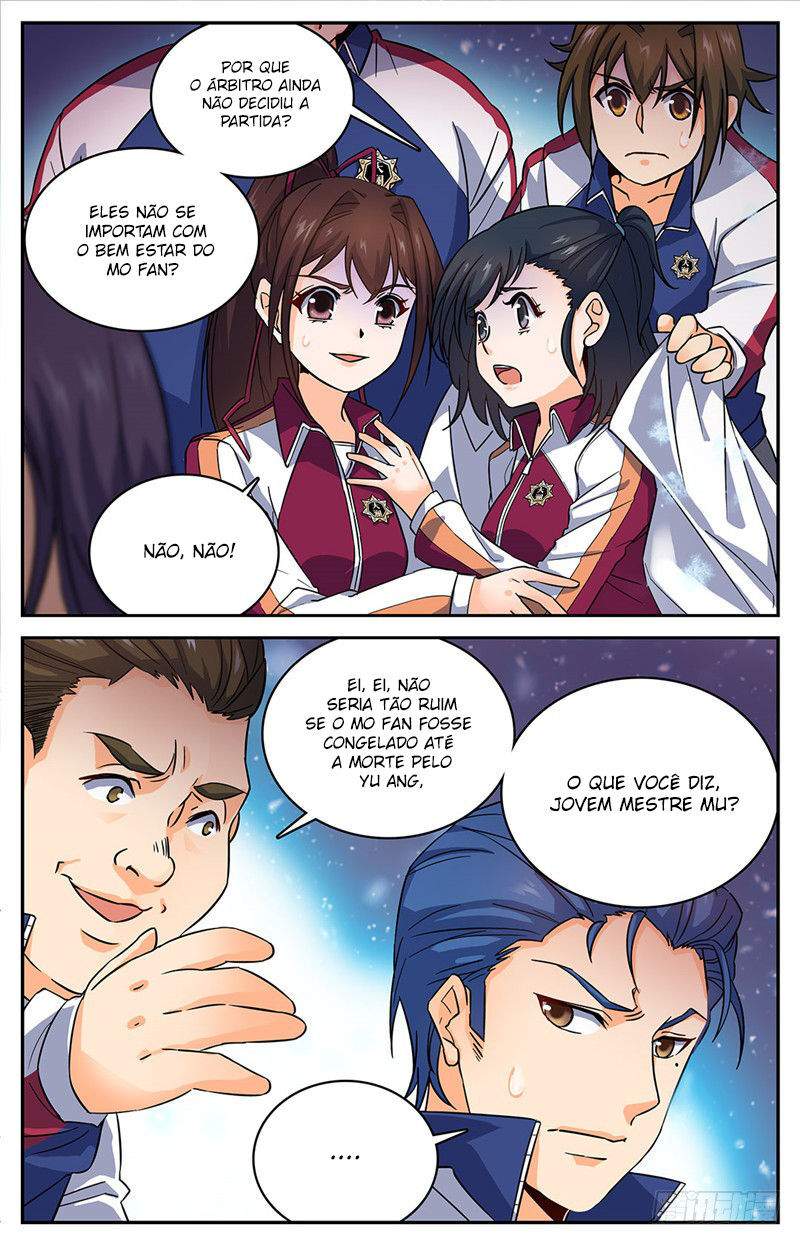 POR QUE
O ÁRBITRO AINDA
NÃO DECIDIU A
PARTIDA?
ELES NÃO SE
IMPORTAM COM
O BEM ESTAR DO
MO FAN?
NÃO, NÃO!
EI, EI, NÃO
SERIA TÃO RUIM
SE O MO FAN FOSSE
CONGELADO ATÉ
A MORTE PELO
YU ANG,
O QUE VOCÊ DIZ,
JOVEM MESTRE MU?
....